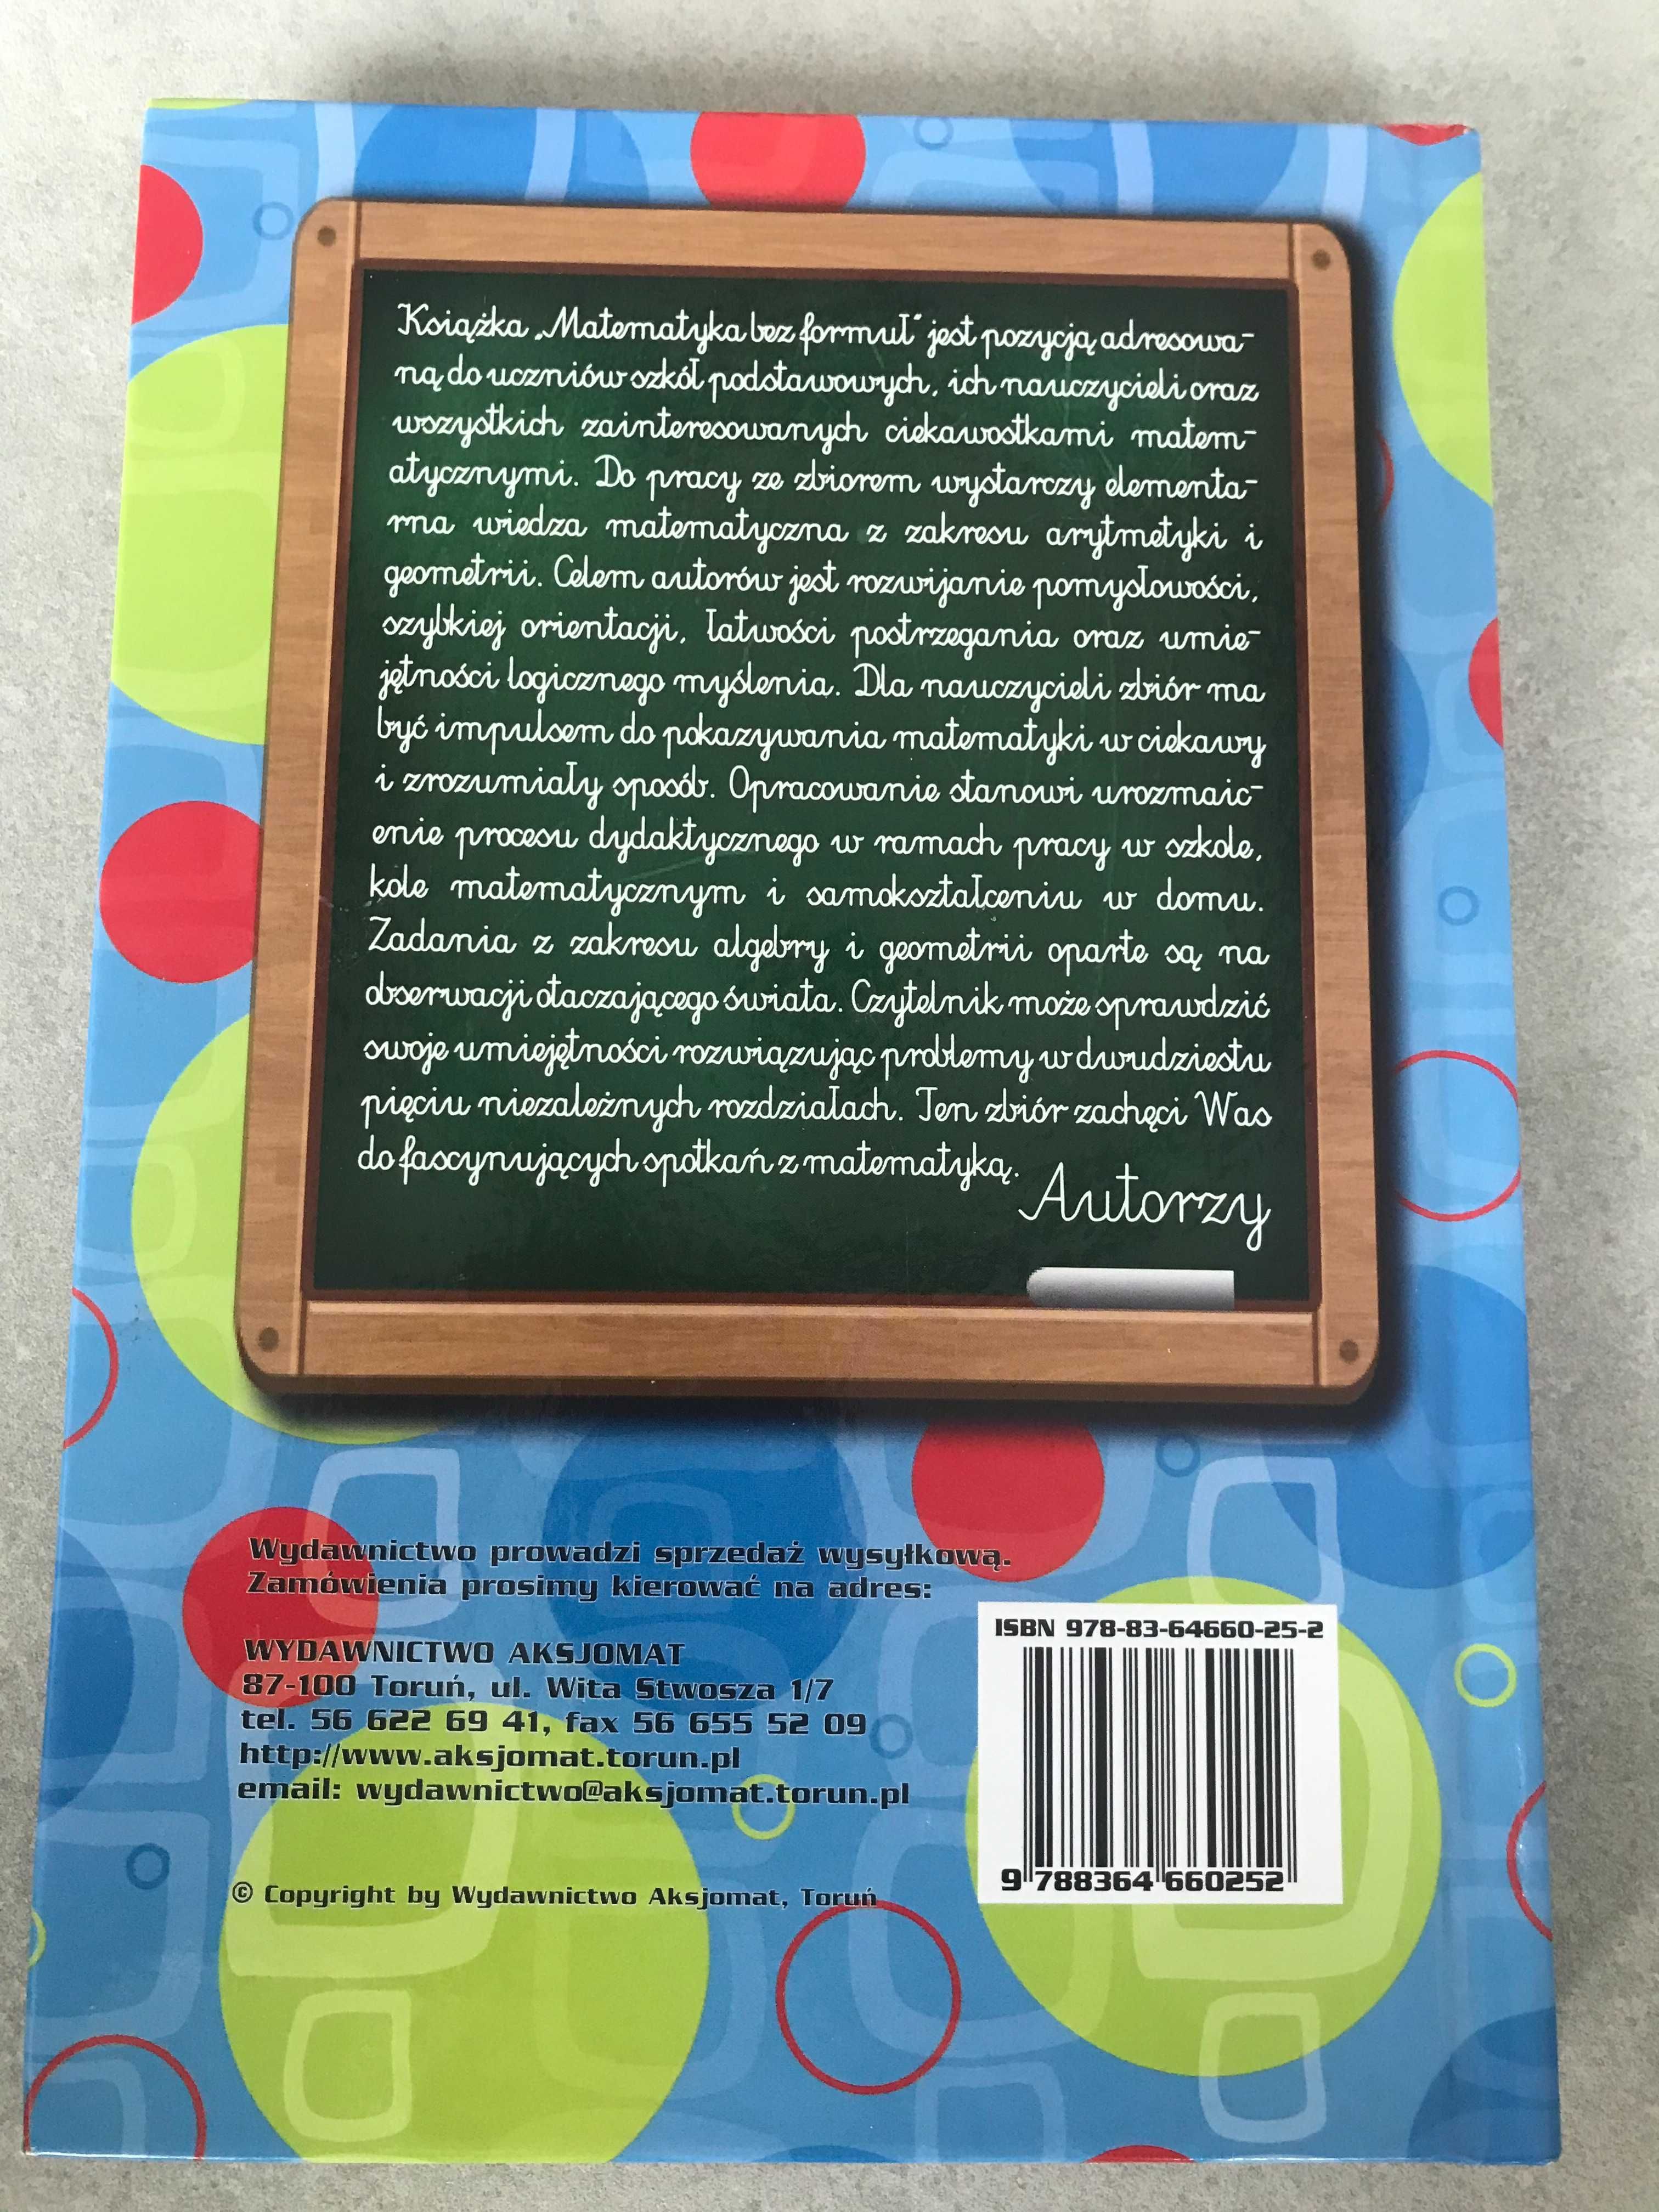 Książka „Matematyka bez formuł" jest pozycją adresowa-
ną do uczniów szkół podstawowych, ich nauczycieli oraz
wszystkich zainteresowanych ciekawostkami matem-
atycznymi. Do pracy ze zbiorem wystarczy elementa-
rna wiedza matematyczna z zakresu arytmetyki i
geometrii. Celem autorów jest rozwijanie pomysłowości,
szybkiej orientacji, łatwości postrzegania oraz umie-
jętności logicznego myślenia. Dla nauczycieli zbiór ma
być impulsem do pokazywania matematyki w ciekawy
i zrozumiały sposób. Opracowanie stanowi urozmaic-
enie procesu dydaktycznego w ramach pracy w szkole,
kole matematycznym i samokształceniu w domu.
Zadania z zakresu algebry i geometrii oparte są na
obserwacji otaczającego świata. Czytelnik może sprawdzić
swoje umiejętności rozwiązując problemy w dwudziestu
pięciu niezależnych rozdziałach. Ten zbiór zachęci Was
do fascynujących spotkań z matematyką.
Autorzy
Wydawnictwo prowadzi sprzedaż wysyłkową.
Zamówienia prosimy kierować na adres:
WYDAWNICTWO AKSJOMAT
87-100 Toruń, ul. Wita Stwosza 1/7
tel. 56 622 69 41, fax 56 655 52 09
http://www.aksjomat.torun.pl
email: wydawnictwo@aksjomat.torun.pl
© Copyright by Wydawnictwo Aksjomat, Toruń
ISBN 978-83-64660-25-2
9 788364 660252